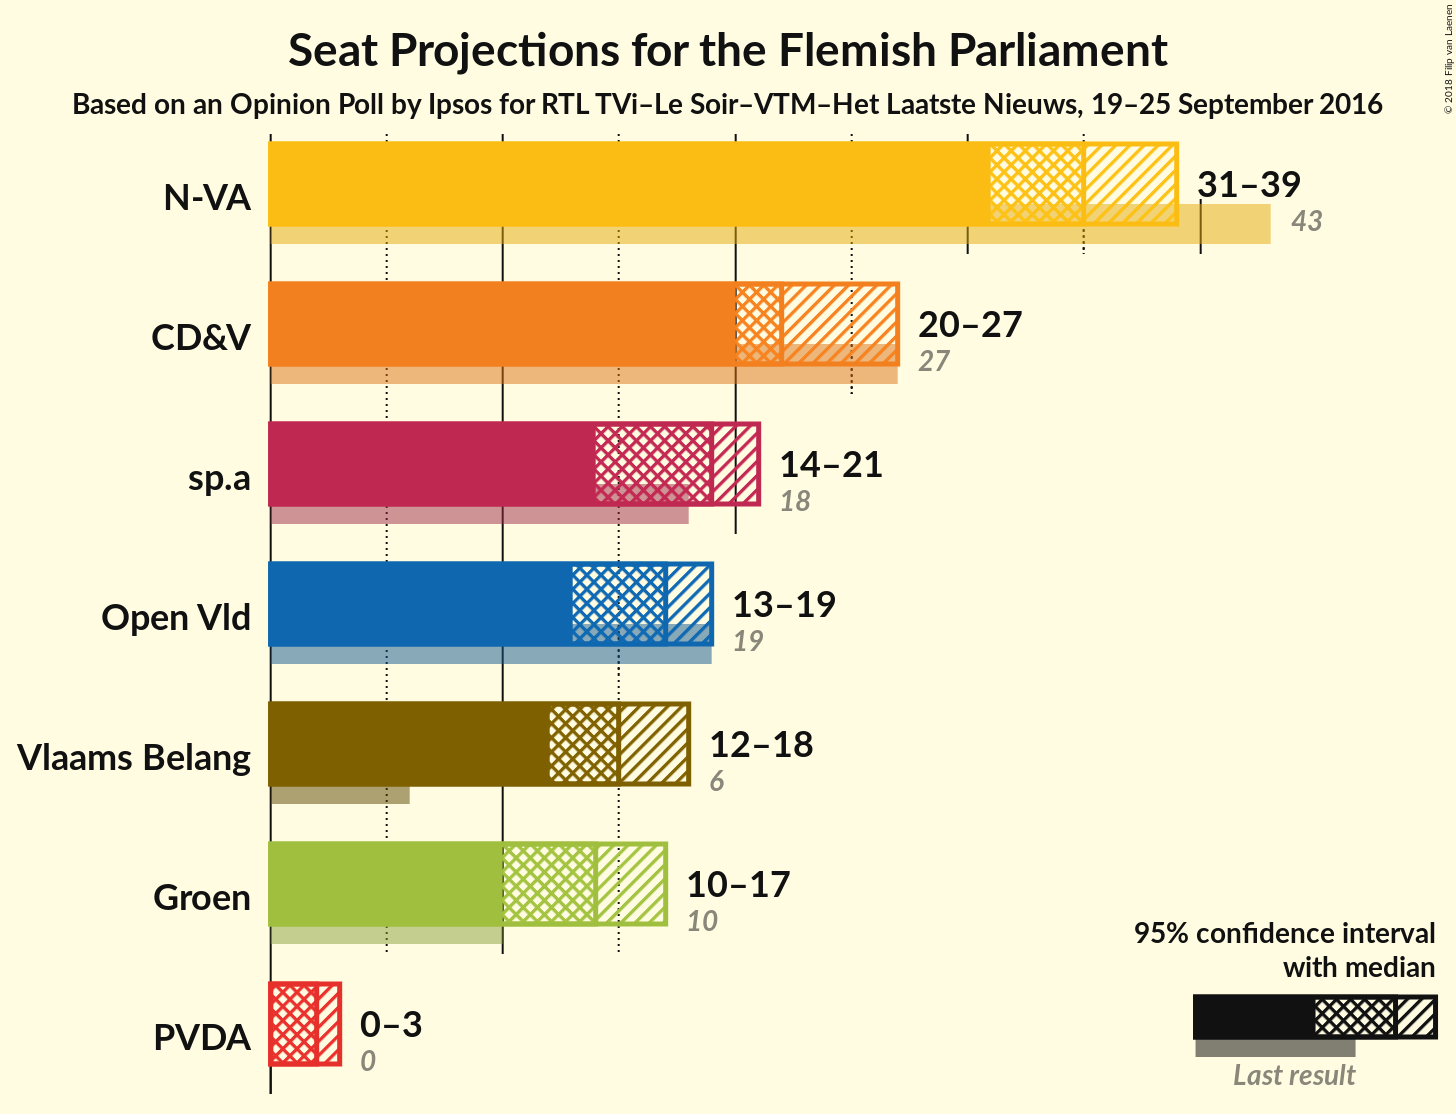 Seat Projections for the Flemish Parliament
Based on an Opinion Poll by Ipsos for RTL TVi–Le Soir–VTM–Het Laatste Nieuws, 19–25 September 2016
© 2018 Filip van Laenen
N-VA
31–39
43
CD&V
20–27
27
sp.a
14–21
18
Open Vld
13–19
19
Vlaams Belang
12–18
6
Groen
10–17
10
PVDA
0–3
0
95% confidence interval
with median
Last result